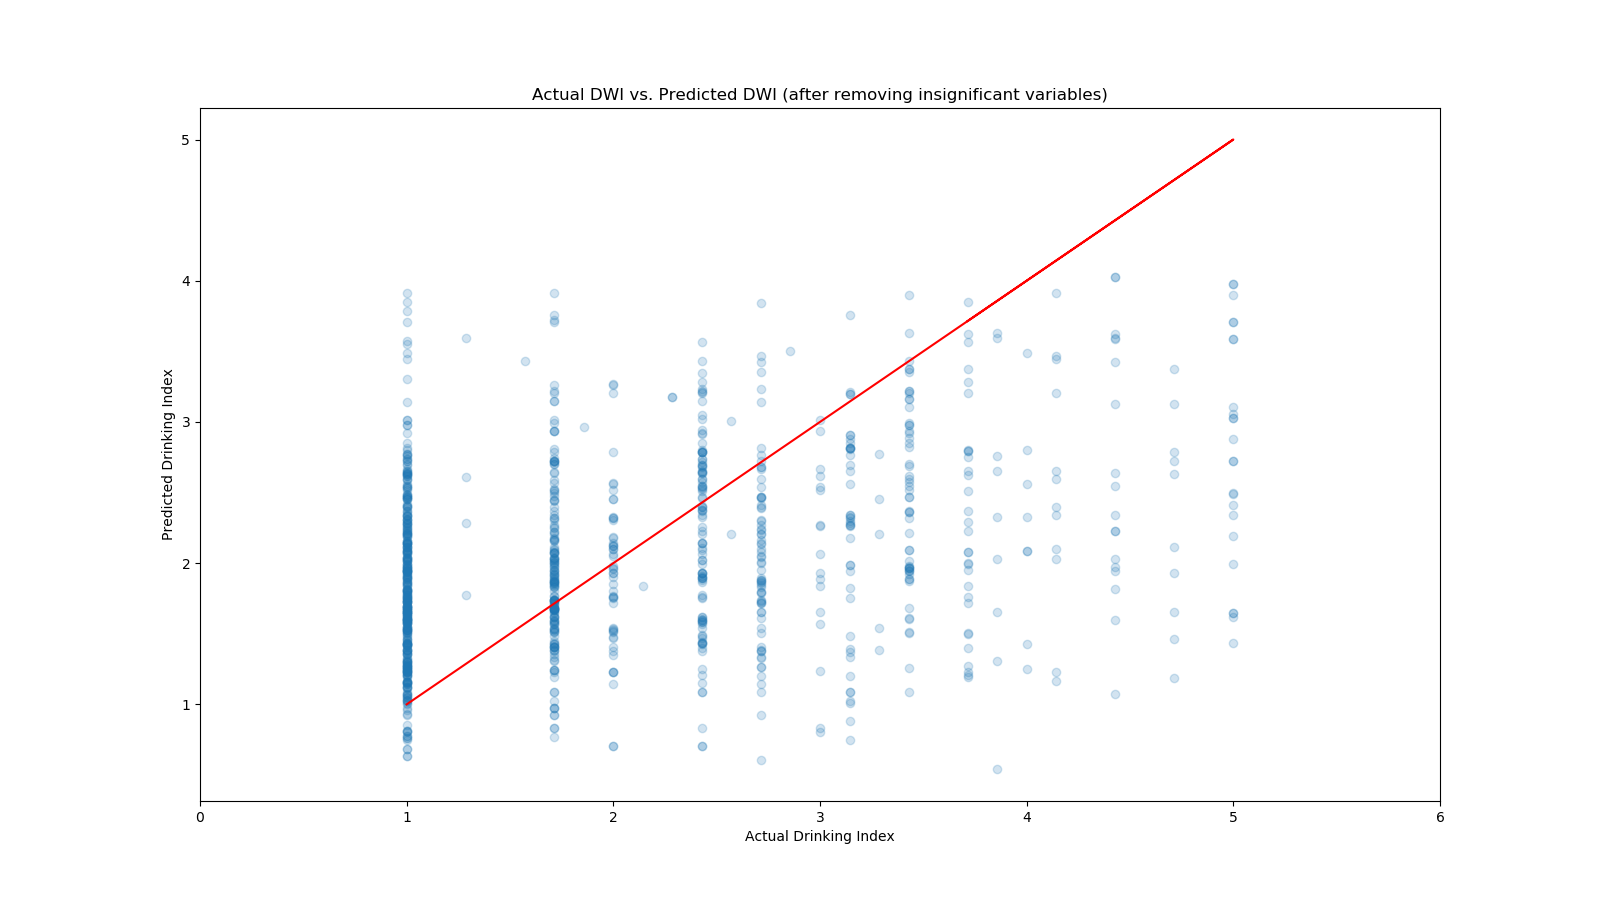 Actual DWI vs. Predicted DWI (after removing insignificant variables)
5
4
3
2
1
Predicted Drinking Index
0 1 2 3 4 5 6
Actual Drinking Index